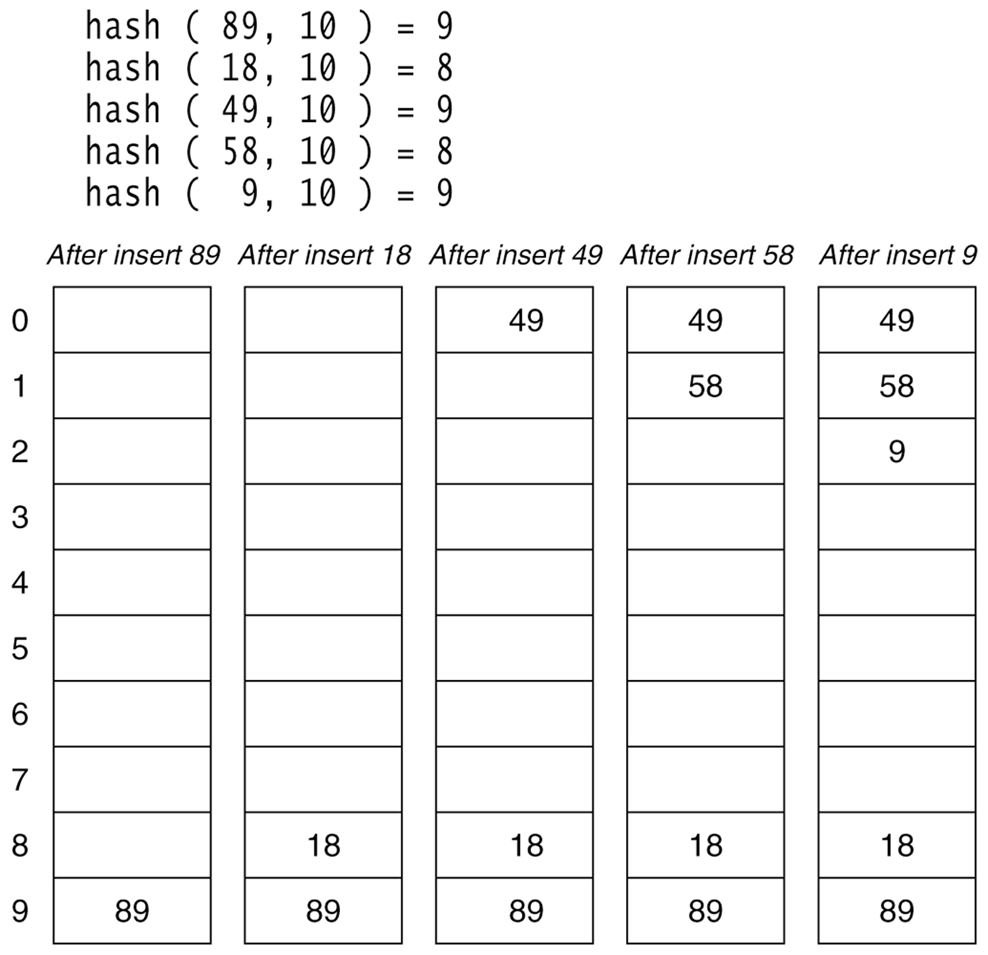 hash ( 89, 10 ) = 9
hash ( 18, 10 ) = 8
hash ( 49, 10 ) = 9
hash ( 58, 10 ) = 8
hash (  9, 10 ) = 9
After insert 89 After insert 18 After insert 49 After insert 58 After insert 9
0 49 49 49
1 58 58
2 9
3
4
5
6
7
8 18 18 18 18
9 89 89 89 89 89